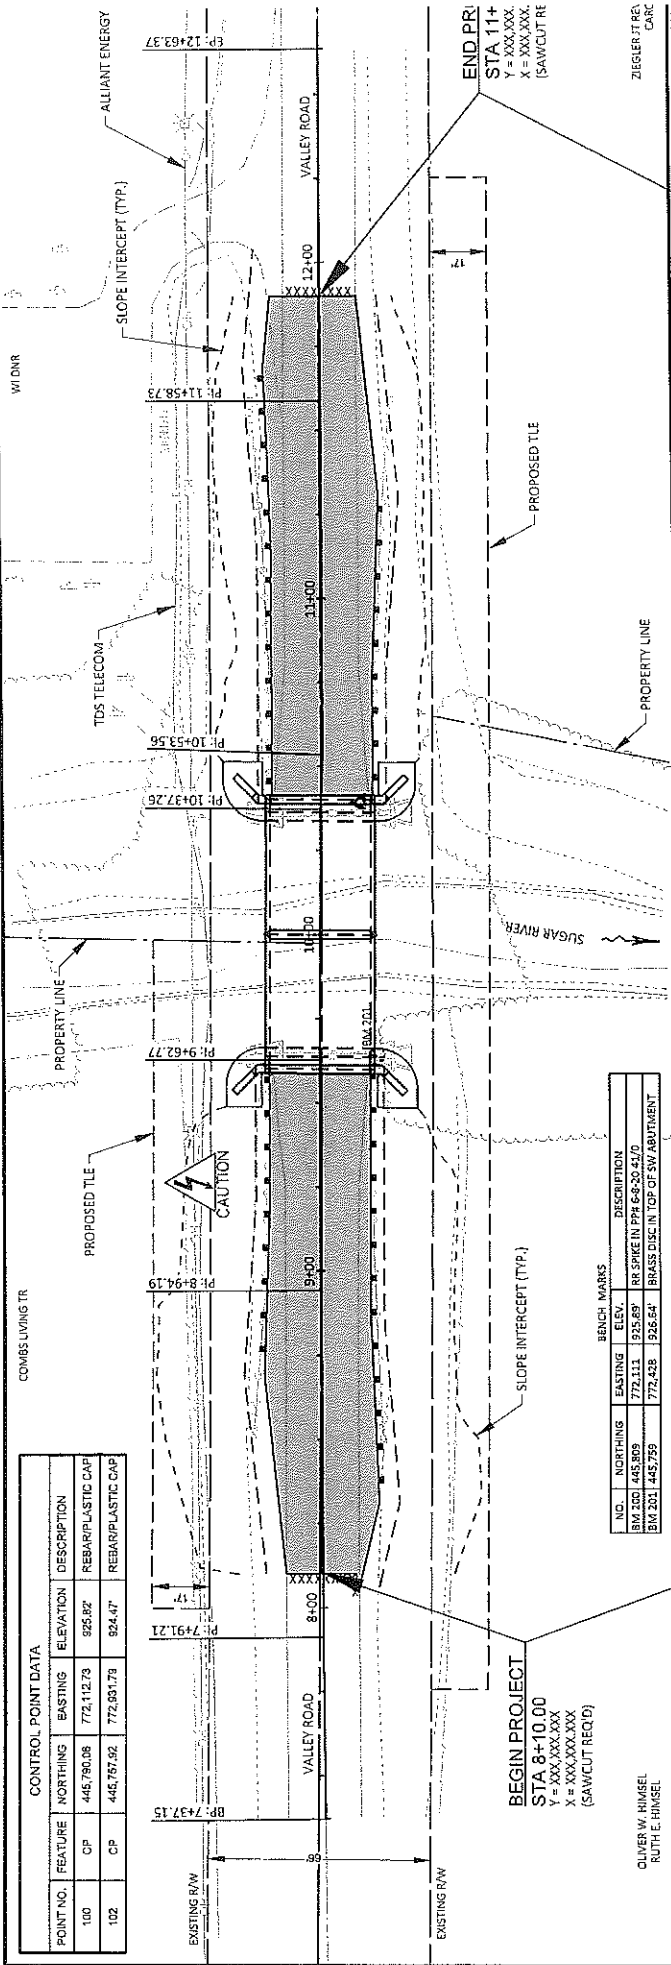 COMBS LIVING TR
WI DNR
CONTROL POINT DATA
POINT NO. FEATURE NORTHING EASTING ELEVATION DESCRIPTION
100 CP 445,790.08 772,112.73 925.82' REBAR/PLASTIC CAP
102 CP 445,757.92 772,931.79 924.47' REBAR/PLASTIC CAP
PROPOSED TLE
PROPERTY LINE
TDS TELECOM
SLOPE INTERCEPT (TYP.)
ALLIANT ENERGY
CAUTION
17'
EXISTING R/W
BP: 7+37.15
PI: 7+91.21
PI: 8+94.19
PI: 9+62.77
PI: 10+37.26
PI: 10+53.56
PI: 11+58.73
EP: 12+63.37
VALLEY ROAD
8+00
9+00
10+00
11+00
12+00
VALLEY ROAD
XXXX
XXXXXXXX
66
BM 201
SUGAR RIVER
EXISTING R/W
17'
BEGIN PROJECT
STA 8+10.00
Y = XXX,XXX.XXX
X = XXX,XXX.XXX
(SAWCUT REQ'D)
SLOPE INTERCEPT (TYP.)
PROPERTY LINE
PROPOSED TLE
END PR
STA 11+
Y = XXX,XXX.
X = XXX,XXX.
(SAWCUT RE
BENCH MARKS
NO. NORTHING EASTING ELEV. DESCRIPTION
BM 200 445,809 772,111 925.89' RR SPIKE IN PP# 6-8-20 41/0
BM 201 445,759 772,428 926.64' BRASS DISC IN TOP OF SW ABUTMENT
OLIVER W. HIMSEL
RUTH E. HIMSEL
ZIEGLER JT REV
CARC